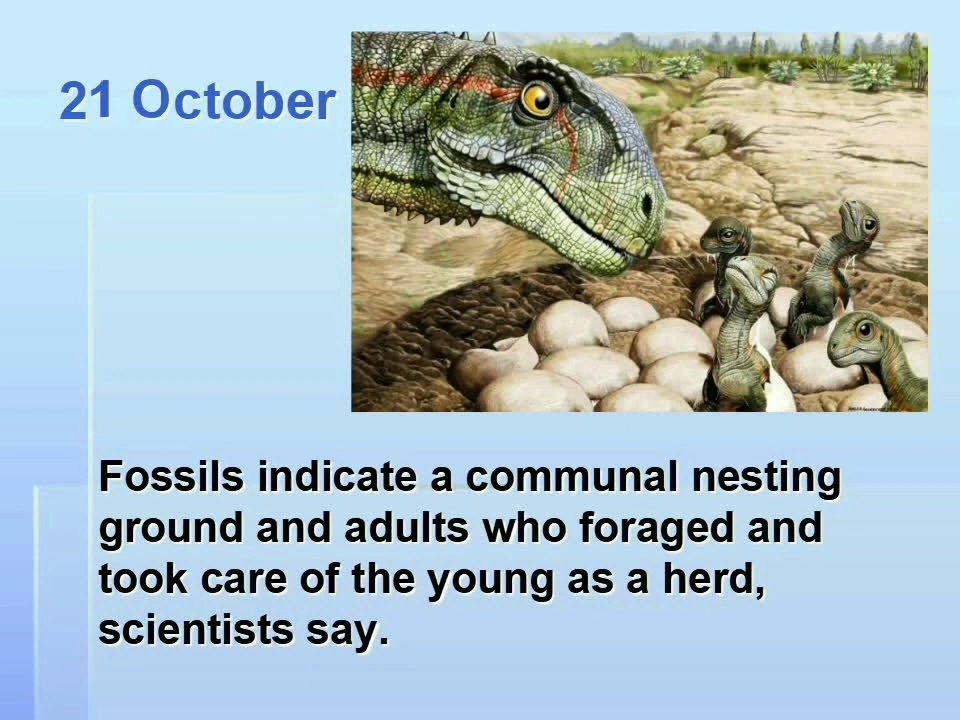 21 October
Fossils indicate a communal nesting
ground and adults who foraged and
took care of the young as a herd,
scientists say.